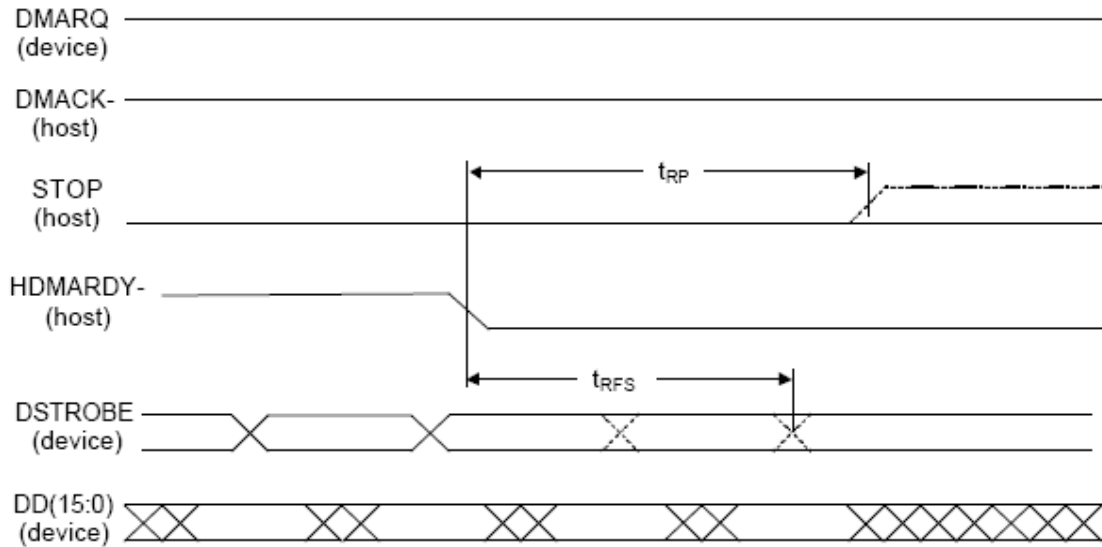 DMARQ
(device)
DMACK-
(host)
STOP
(host)
tRP
HDMARDY-
(host)
tRFS
DSTROBE
(device)
DD(15:0)
(device)